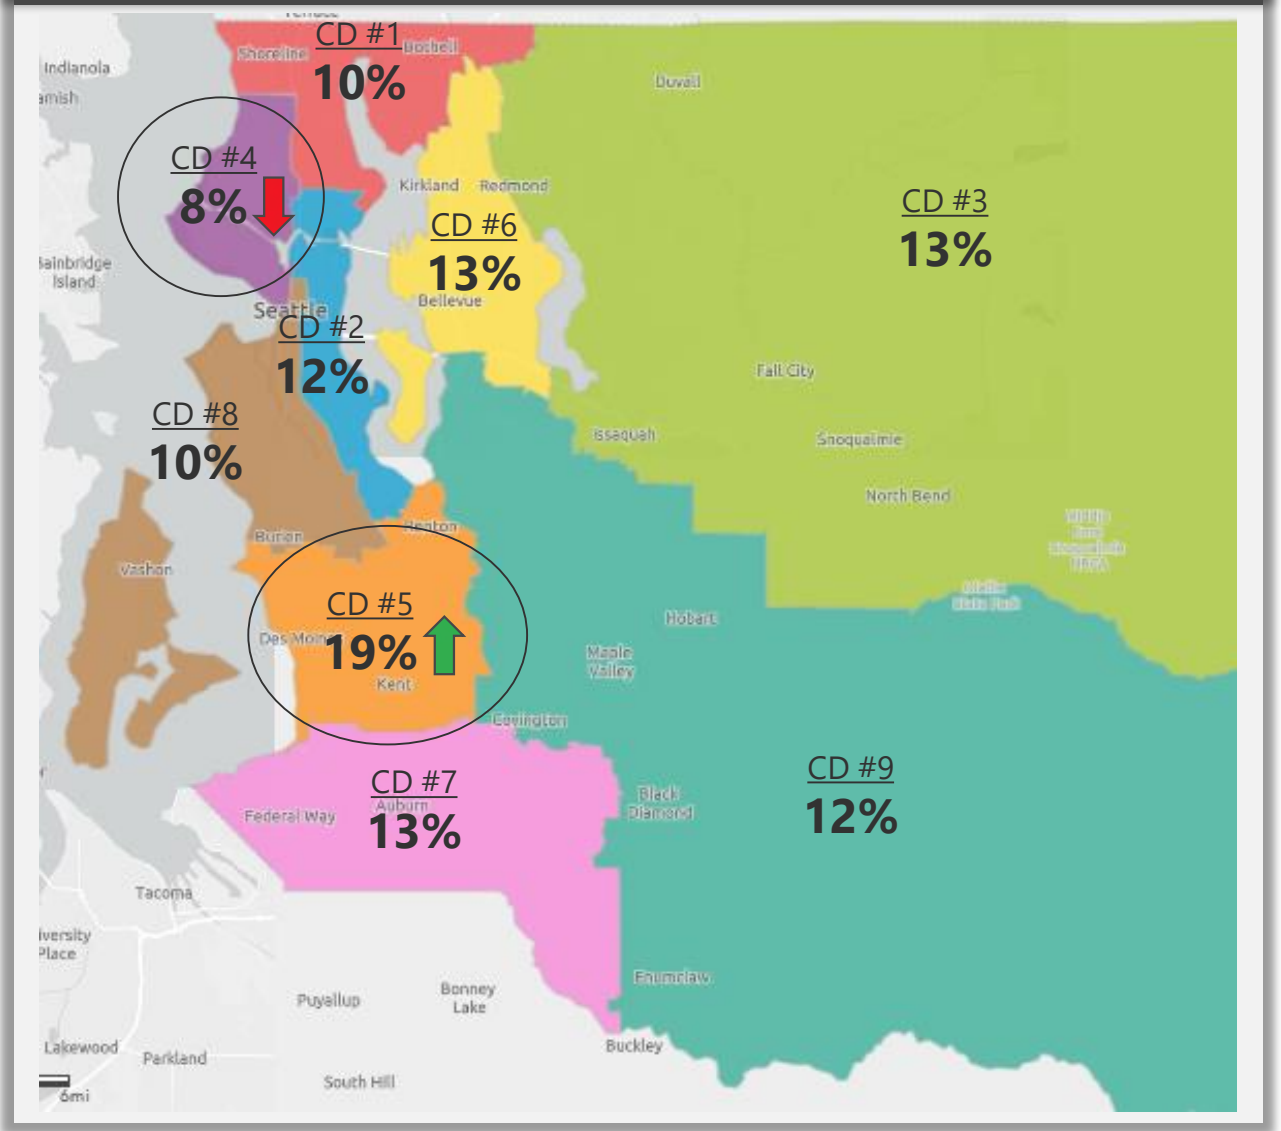 CD #1
Shoreline
Bothell
10%
Indianola
Duvall
CD #4
8%
Kirkland
Redmond
CD #3
13%
CD #6
13%
Bainbridge
Island
Bellevue
Seattle
CD #2
12%
Fall City
CD #8
10%
Issaquah
Snoqualmie
North Bend
Renton
Burien
Vashon
CD #5
19%
Des Moines
Kent
Hobart
Maple
Valley
Covington
CD #7
13%
Auburn
Federal Way
CD #9
12%
Black
Diamond
Tacoma
Place
Enumclaw
Puyallup
Bonney
Lake
Buckley
Lakewood
Parkland
South Hill
6mi